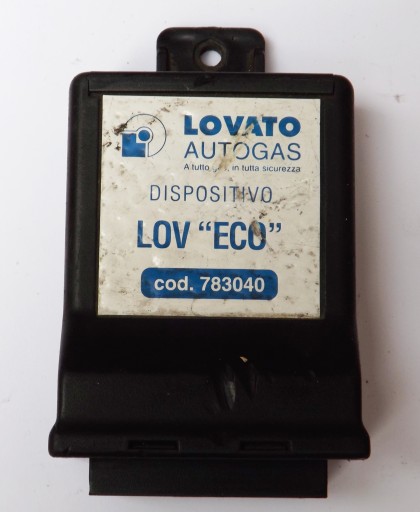 LOVATO
AUTOGAS
A tutto in tutta sicurezza
DISPOSITIVO
LOV “ECO”
cod. 783040